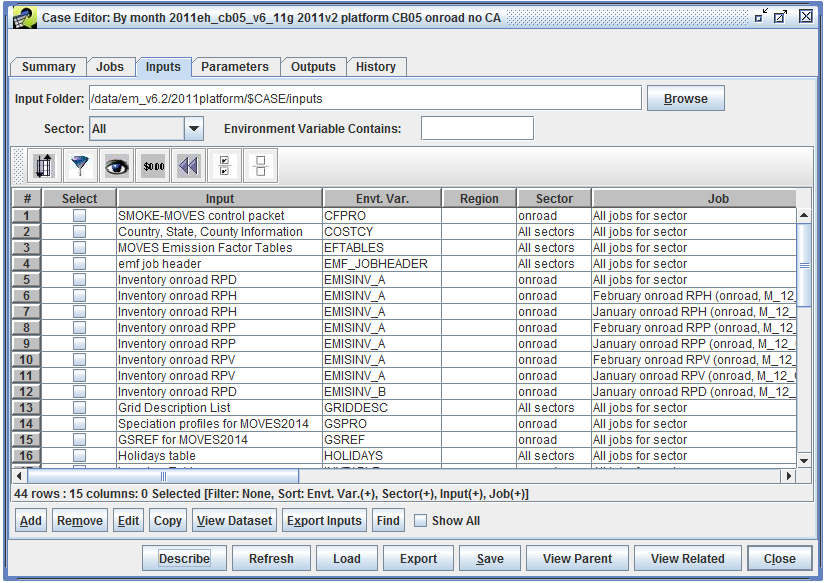 Case Editor: By month 2011eh_cb05_v6_11g 2011v2 platform CB05 onroad no CA
Summary Jobs Inputs Parameters Outputs History
Input Folder: /data/em_v6.2/2011platform/$CASE/inputs Browse
Sector: All Environment Variable Contains:
$0.00
# Select Input Envt. Var. Region Sector Job
1 SMOKE-MOVES control packet CFPRO onroad All jobs for sector
2 Country, State, County Information COSTCY All sectors All jobs for sector
3 MOVES Emission Factor Tables EFTABLES onroad All jobs for sector
4 emf job header EMF_JOBHEADER All sectors All jobs for sector
5 Inventory onroad RPD EMISINV_A onroad All jobs for sector
6 Inventory onroad RPH EMISINV_A onroad February onroad RPH (onroad, M_12_
7 Inventory onroad RPH EMISINV_A onroad January onroad RPH (onroad, M_12_
8 Inventory onroad RPP EMISINV_A onroad February onroad RPP (onroad, M_12_
9 Inventory onroad RPP EMISINV_A onroad January onroad RPP (onroad, M_12_
10 Inventory onroad RPV EMISINV_A onroad February onroad RPV (onroad, M_12_
11 Inventory onroad RPV EMISINV_A onroad January onroad RPV (onroad, M_12_
12 Inventory onroad RPD EMISINV_B onroad January onroad RPD (onroad, M_12_
13 Grid Description List GRIDDESC All sectors All jobs for sector
14 Speciation profiles for MOVES2014 GSPRO onroad All jobs for sector
15 GSREF for MOVES2014 GSREF onroad All jobs for sector
16 Holidays table HOLIDAYS All sectors All jobs for sector
44 rows : 15 columns: 0 Selected [Filter: None, Sort: Envt. Var.(+), Sector(+), Input(+), Job(+)]
Add Remove Edit Copy View Dataset Export Inputs Find Show All
Describe Refresh Load Export Save View Parent View Related Close